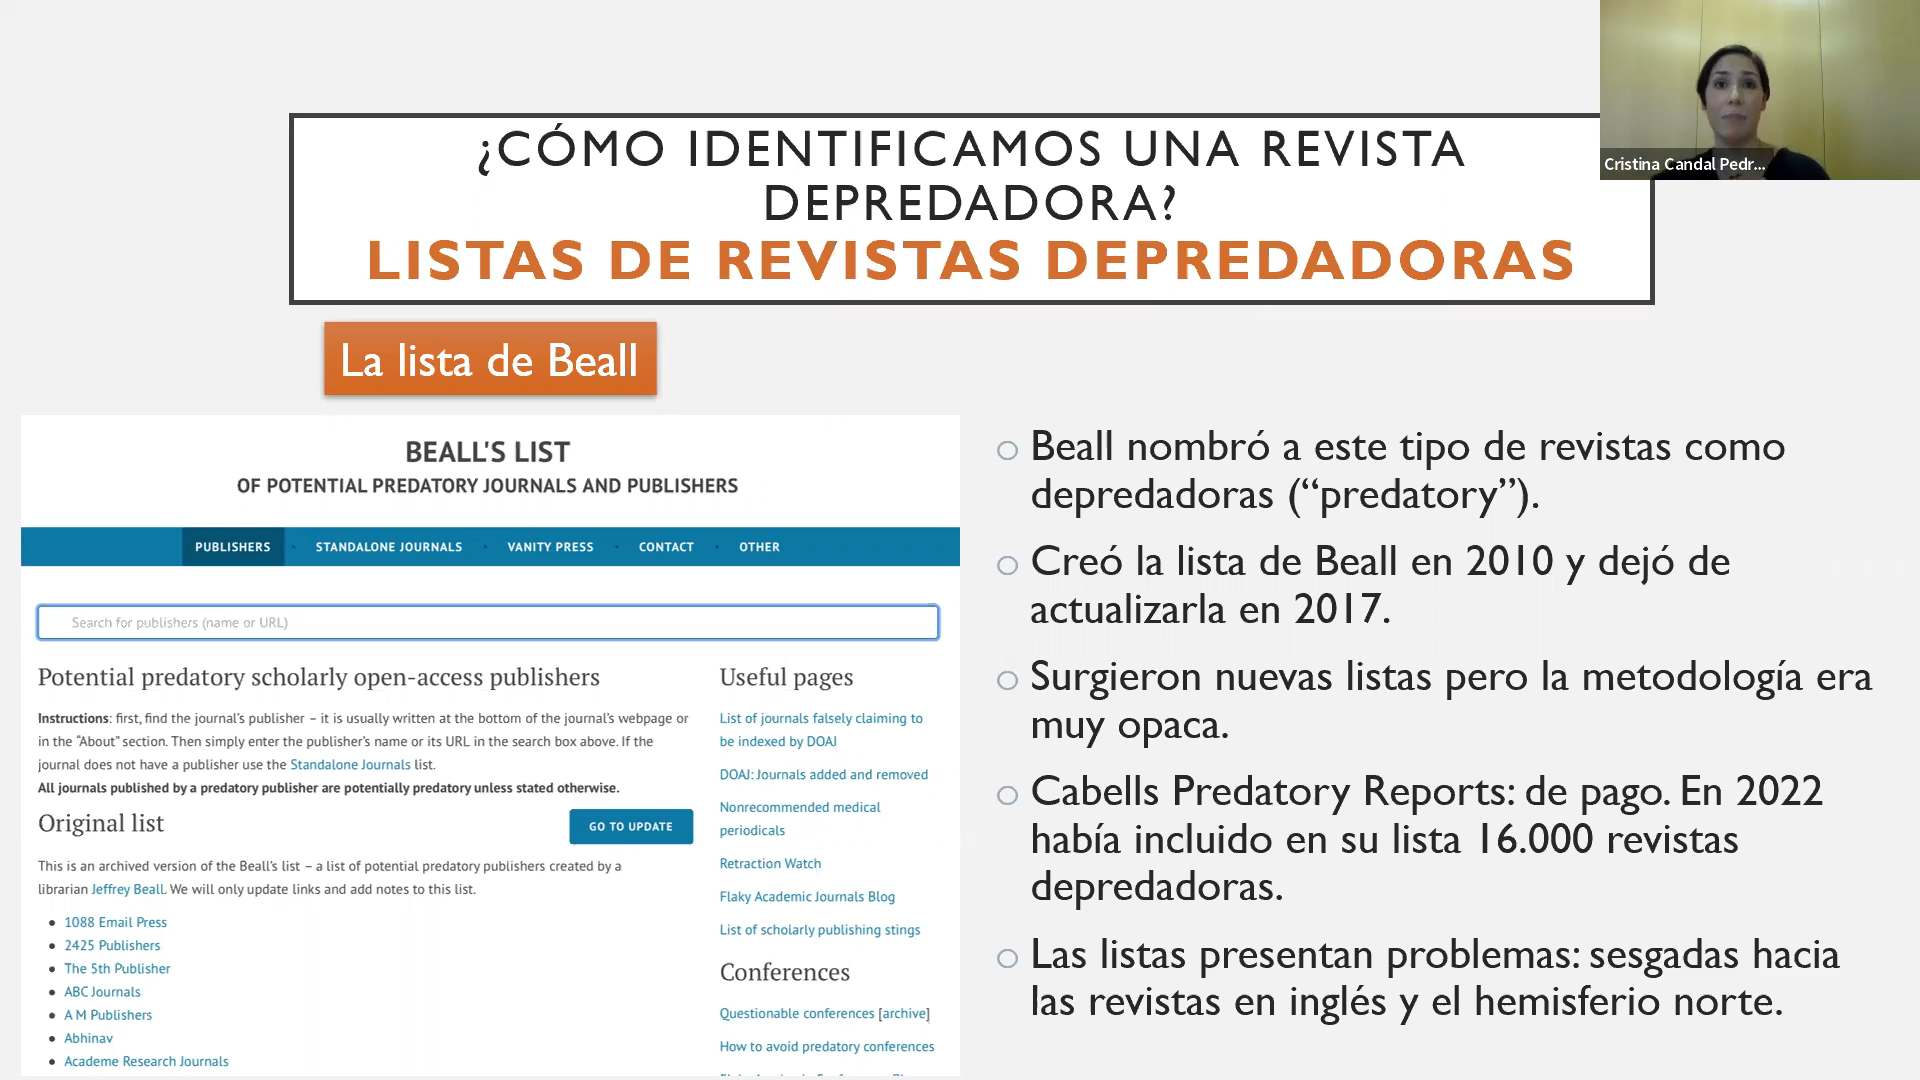 ¿CÓMO IDENTIFICAMOS UNA REVISTA
DEPREDADORA?
LISTAS DE REVISTAS DEPREDADORAS
Cristina Candal Pedr...
La lista de Beall
BEALL'S LIST
OF POTENTIAL PREDATORY JOURNALS AND PUBLISHERS
PUBLISHERS
STANDALONE JOURNALS
VANITY PRESS
CONTACT
OTHER
Search for publishers (name or URL)
Potential predatory scholarly open-access publishers
Instructions: first, find the journal's publisher – it is usually written at the bottom of the journal's webpage or
in the “About” section. Then simply enter the publisher's name or its URL in the search box above. If the
journal does not have a publisher use the Standalone Journals list.
All journals published by a predatory publisher are potentially predatory unless stated otherwise.
Original list
GO TO UPDATE
This is an archived version of the Beall's list – a list of potential predatory publishers created by a
librarian Jeffrey Beall. We will only update links and add notes to this list.
1088 Email Press
2425 Publishers
The 5th Publisher
ABC Journals
A M Publishers
Abhinav
Academe Research Journals
Useful pages
List of journals falsely claiming to
be indexed by DOAJ
DOAJ: Journals added and removed
Nonrecommended medical
periodicals
Retraction Watch
Flaky Academic Journals Blog
List of scholarly publishing stings
Conferences
Questionable conferences [archive]
How to avoid predatory conferences
Beall nombró a este tipo de revistas como
depredadoras (“predatory”).
Creó la lista de Beall en 2010 y dejó de
actualizarla en 2017.
Surgieron nuevas listas pero la metodología era
muy opaca.
Cabells Predatory Reports: de pago. En 2022
había incluido en su lista 16.000 revistas
depredadoras.
Las listas presentan problemas: sesgadas hacia
las revistas en inglés y el hemisferio norte.